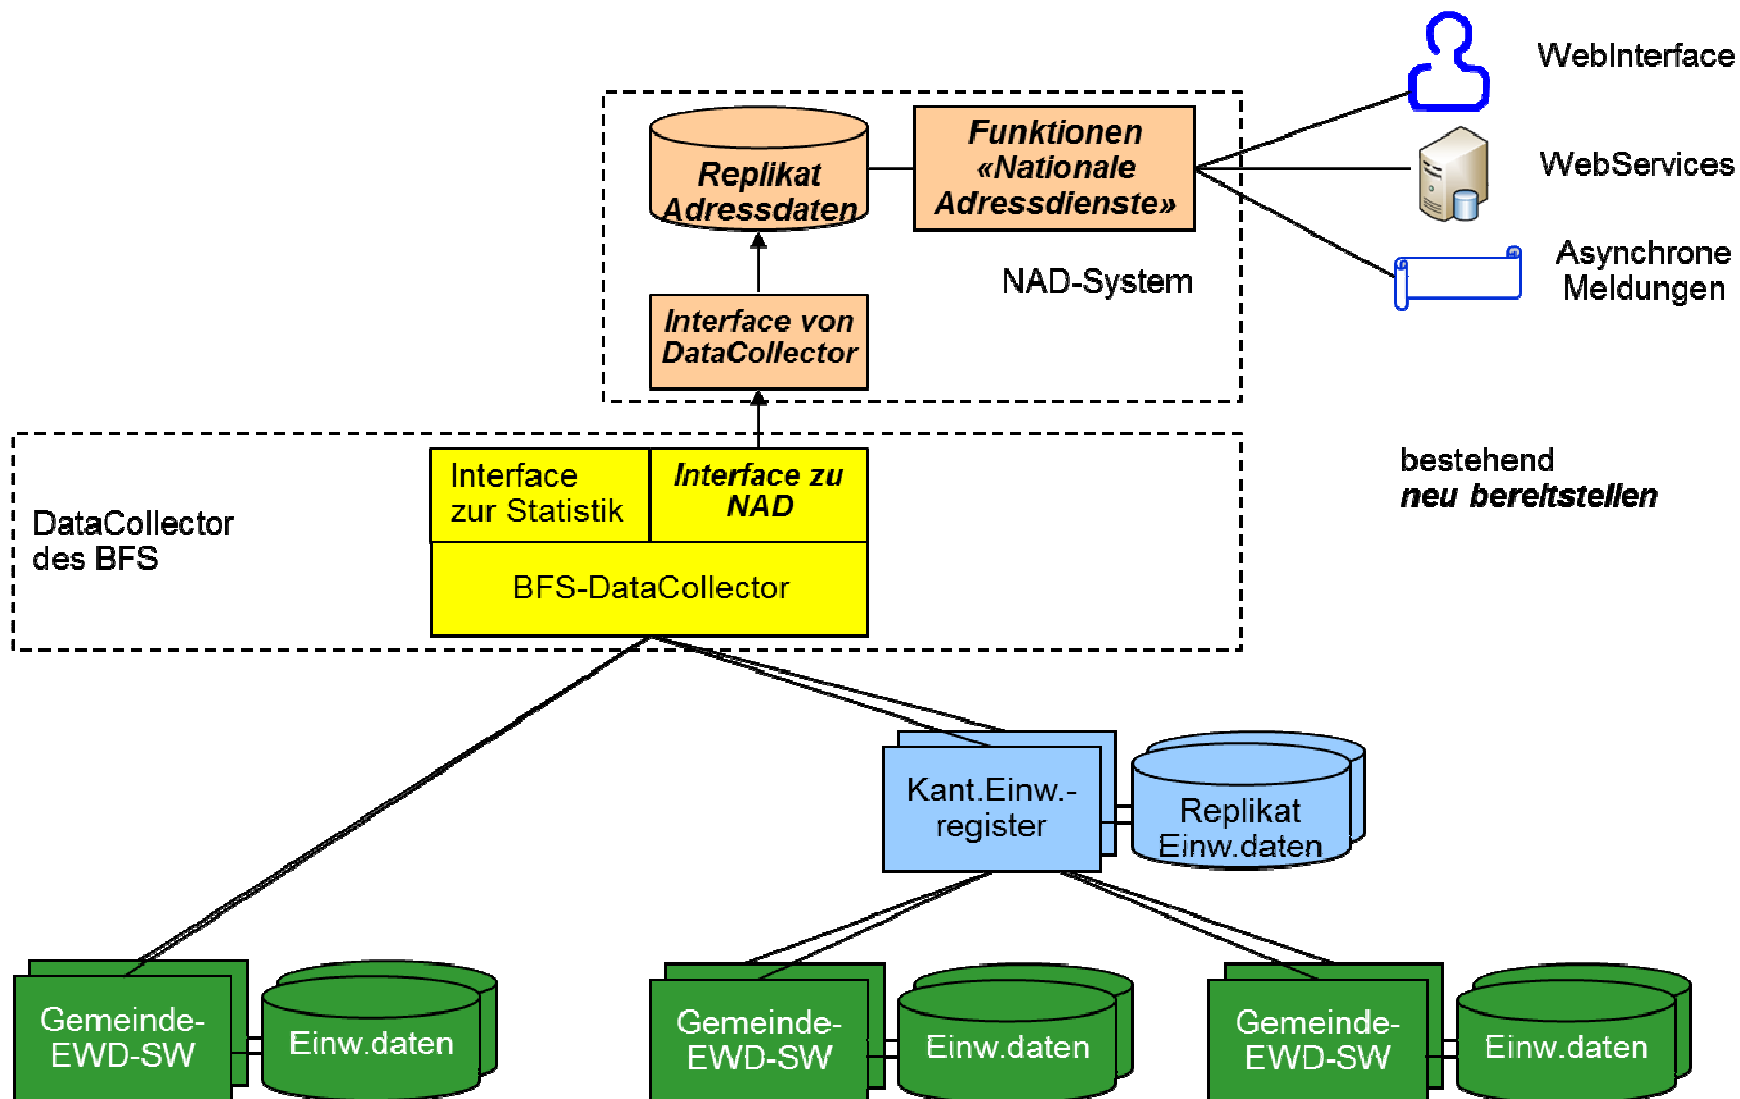 WebInterface
Funktionen
«Nationale
Adressdienste»
Replikat
Adressdaten
WebServices
Asynchrone
Meldungen
NAD-System
Interface von
DataCollector
Interface
zur Statistik
Interface zu
NAD
bestehend
neu bereitstellen
DataCollector
des BFS
BFS-DataCollector
Kant.Einw.-
register
Replikat
Einw.daten
Gemeinde-
EWD-SW
Einw.daten
Gemeinde-
EWD-SW
Einw.daten
Gemeinde-
EWD-SW
Einw.daten